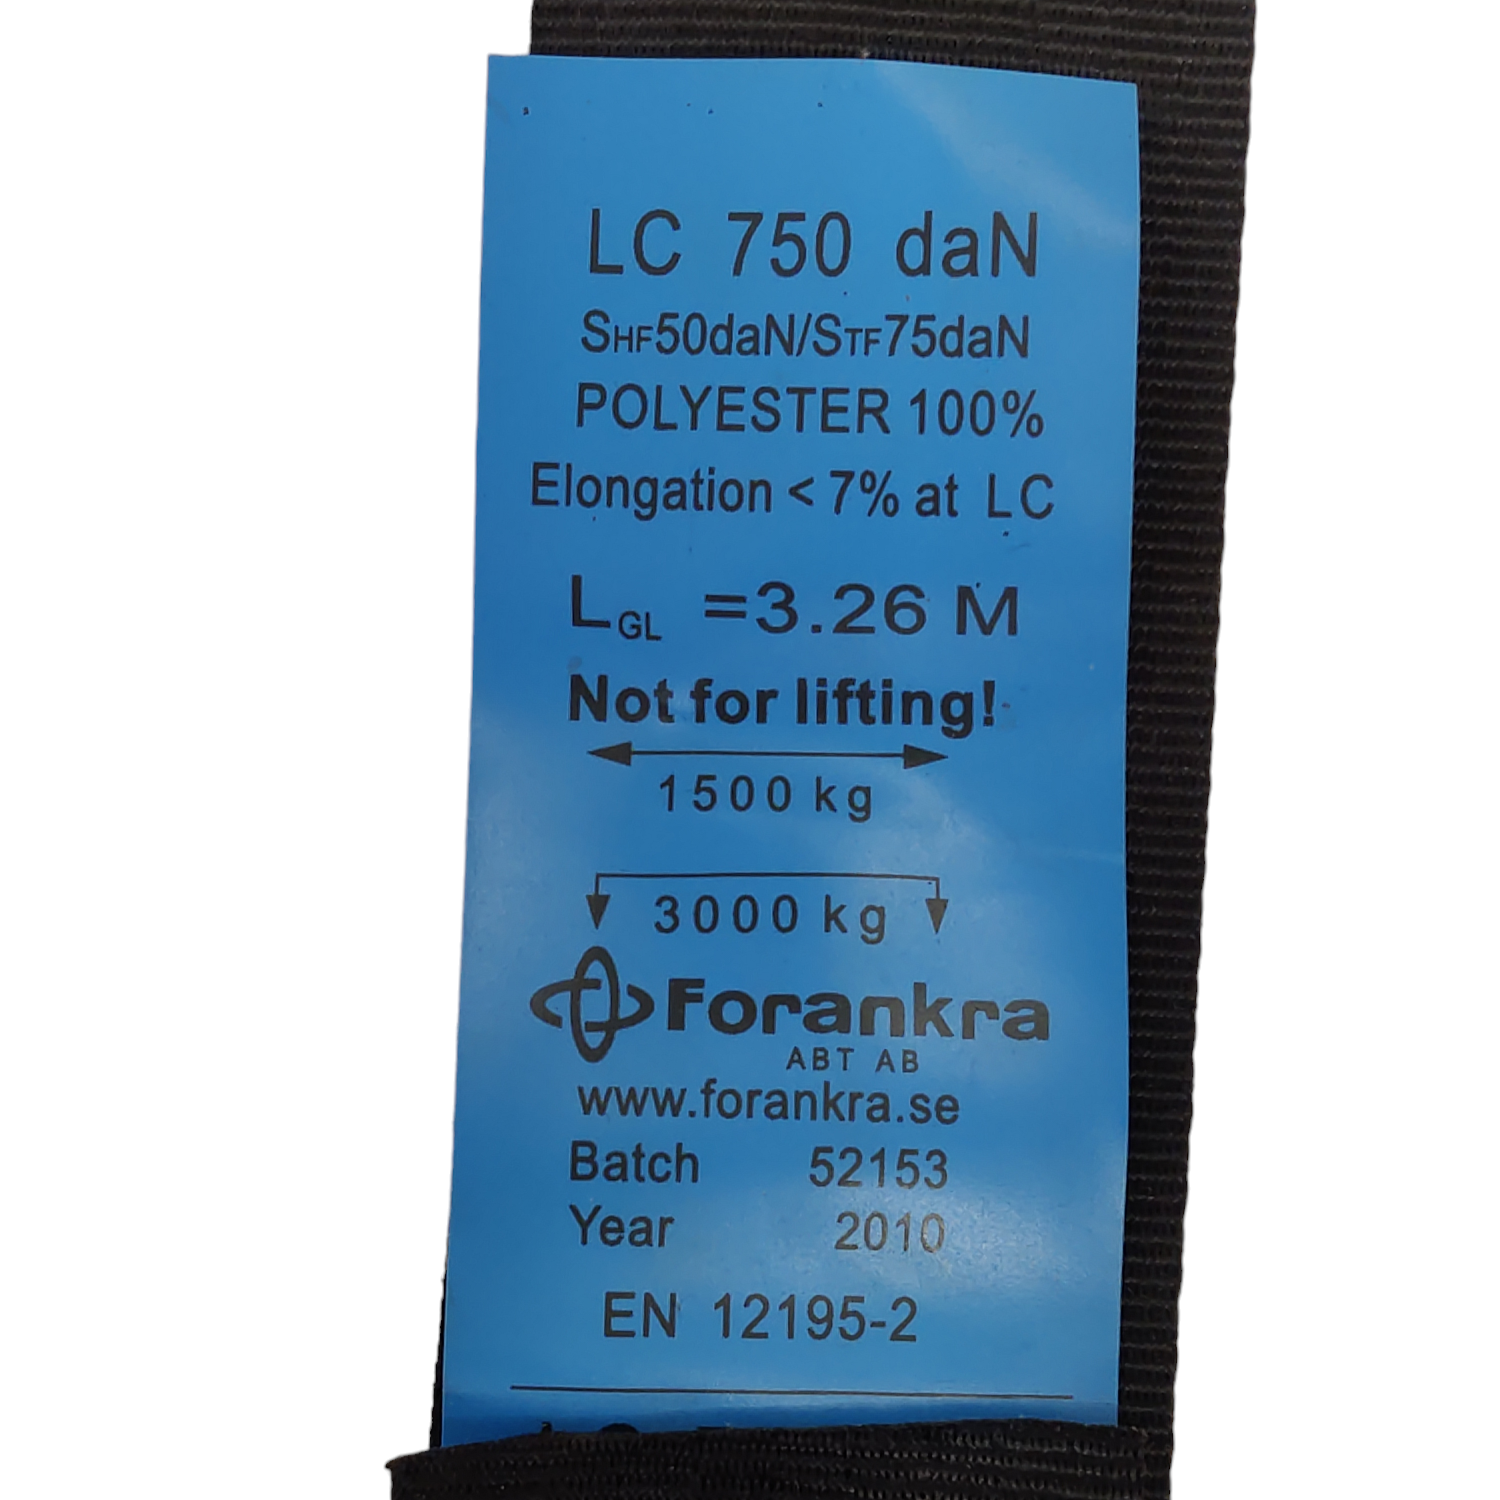 LC 750 daN
SHF50daN/STF75daN
POLYESTER 100%
Elongation < 7% at LC
LGL =3.26 M
Not for lifting!
1500 kg
3000 kg
Forankra
ABT AB
www.forankra.se
Batch 52153
Year 2010
EN 12195-2